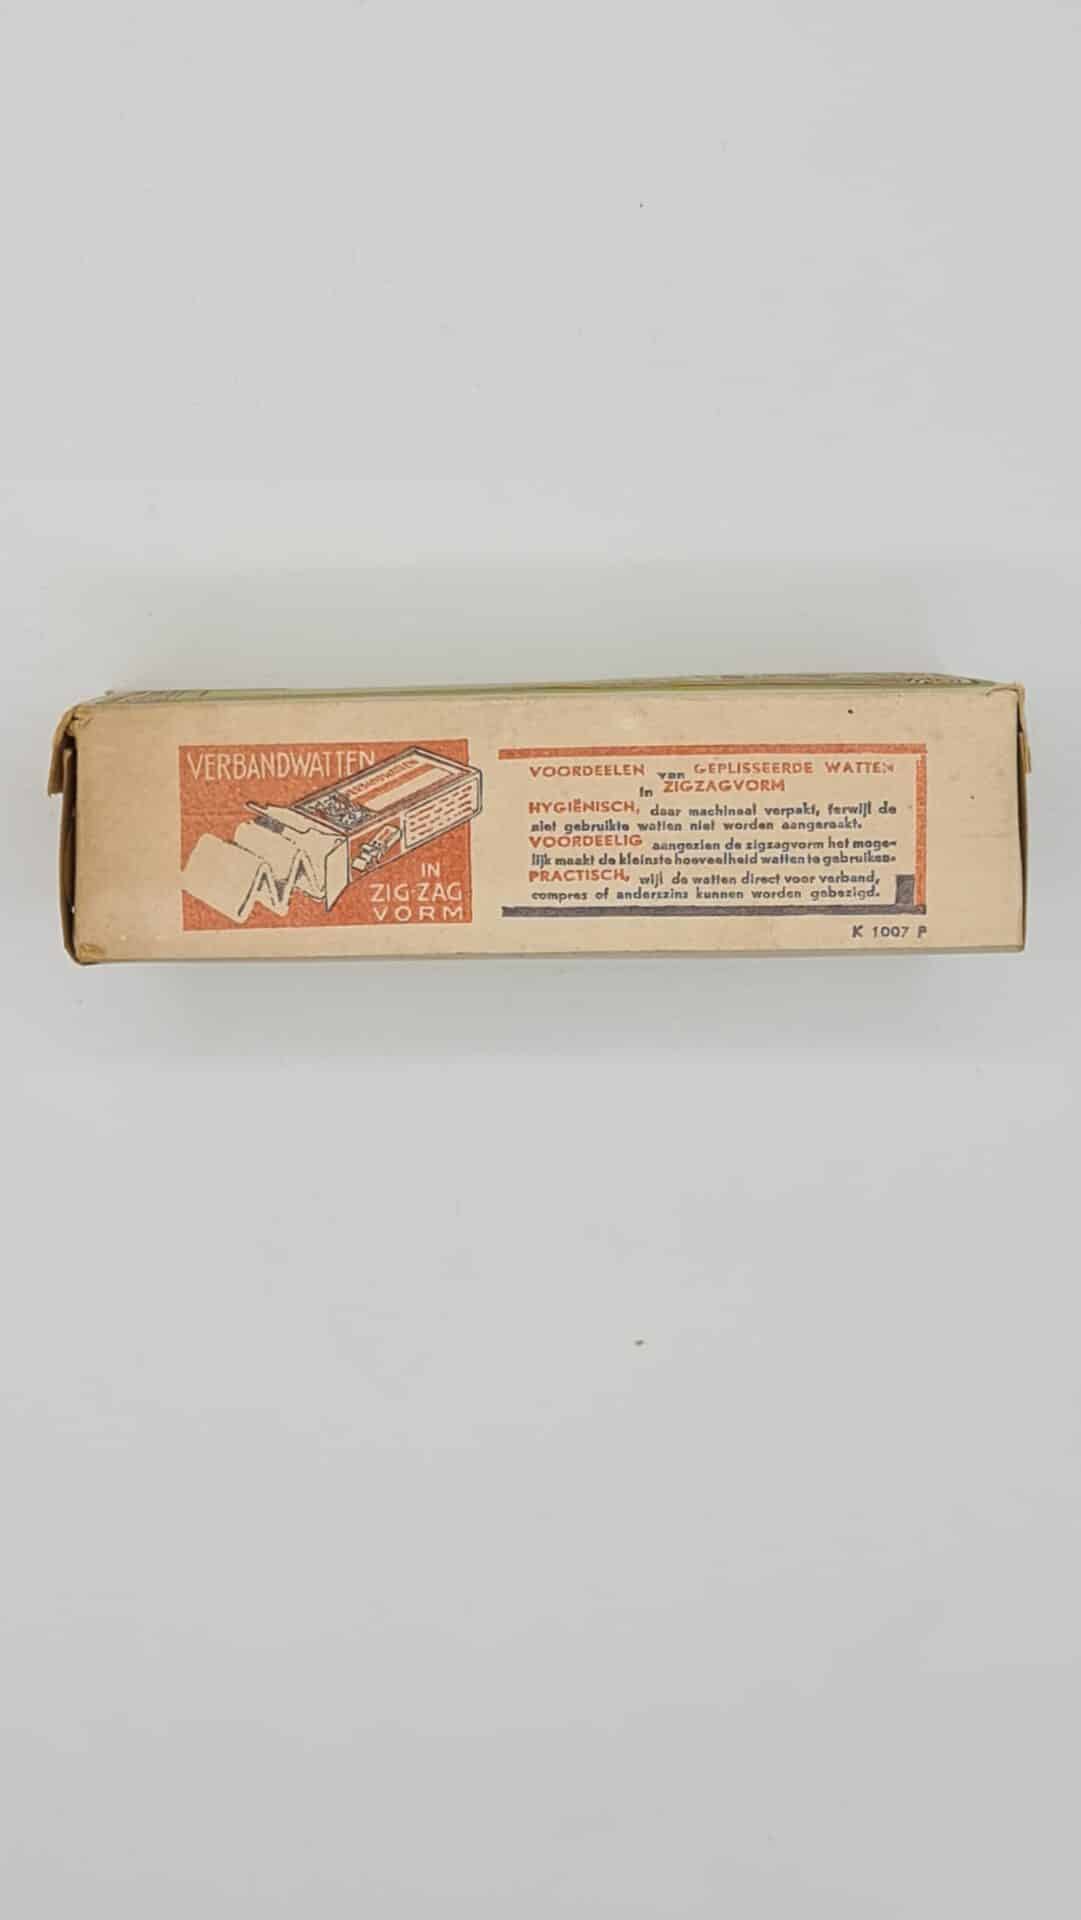 VERBANDWATTEN
IN
ZIG-ZAG
VORM
VOORDEELEN van GEPLISSEERDE WATTEN
in ZIGZAGVORM
HYGIËNISCH, daar machinaal verpakt, terwijl de
niet gebruikte watten niet worden aangeraakt.
VOORDEELIG aangezien de zigzagvorm het moge-
lijk maakt de kleinste hoeveelheid watten te gebruiken.
PRACTISCH, wijl de watten direct voor verband,
compres of anderszins kunnen worden gebezigd.
K 1007 P